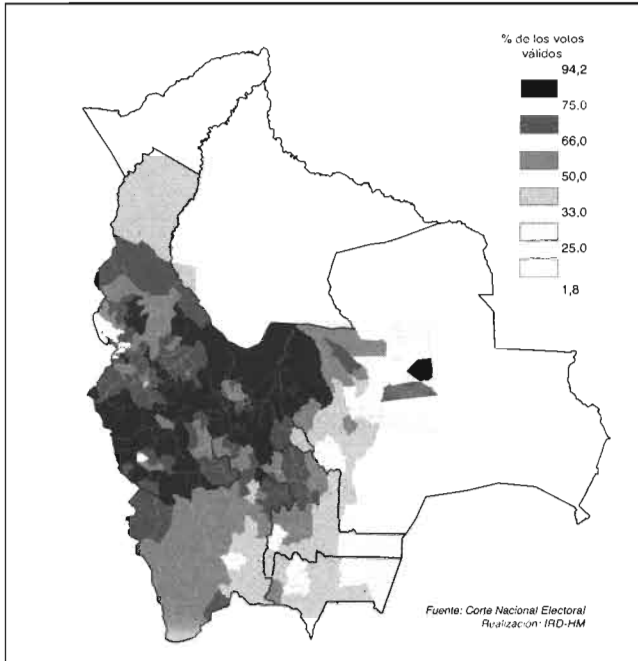 % de los votos
válidos
94,2
75.0
66,0
50,0
33.0
25.0
1,8
Fuente: Corte Nacional Electoral
Realización: IRD-HM